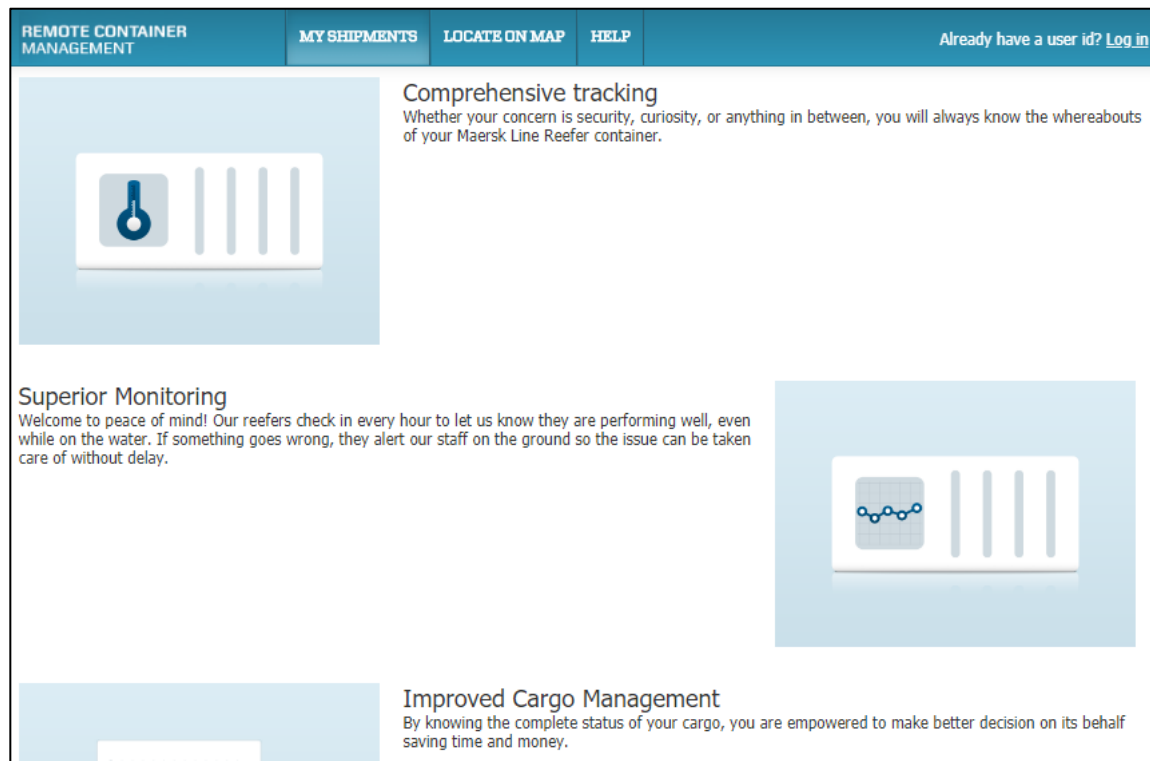 REMOTE CONTAINER
MANAGEMENT
MY SHIPMENTS
LOCATE ON MAP
HELP
Already have a user id? Log in
Comprehensive tracking
Whether your concern is security, curiosity, or anything in between, you will always know the whereabouts
of your Maersk Line Reefer container.
Superior Monitoring
Welcome to peace of mind! Our reefers check in every hour to let us know they are performing well, even
while on the water. If something goes wrong, they alert our staff on the ground so the issue can be taken
care of without delay.
Improved Cargo Management
By knowing the complete status of your cargo, you are empowered to make better decision on its behalf
saving time and money.